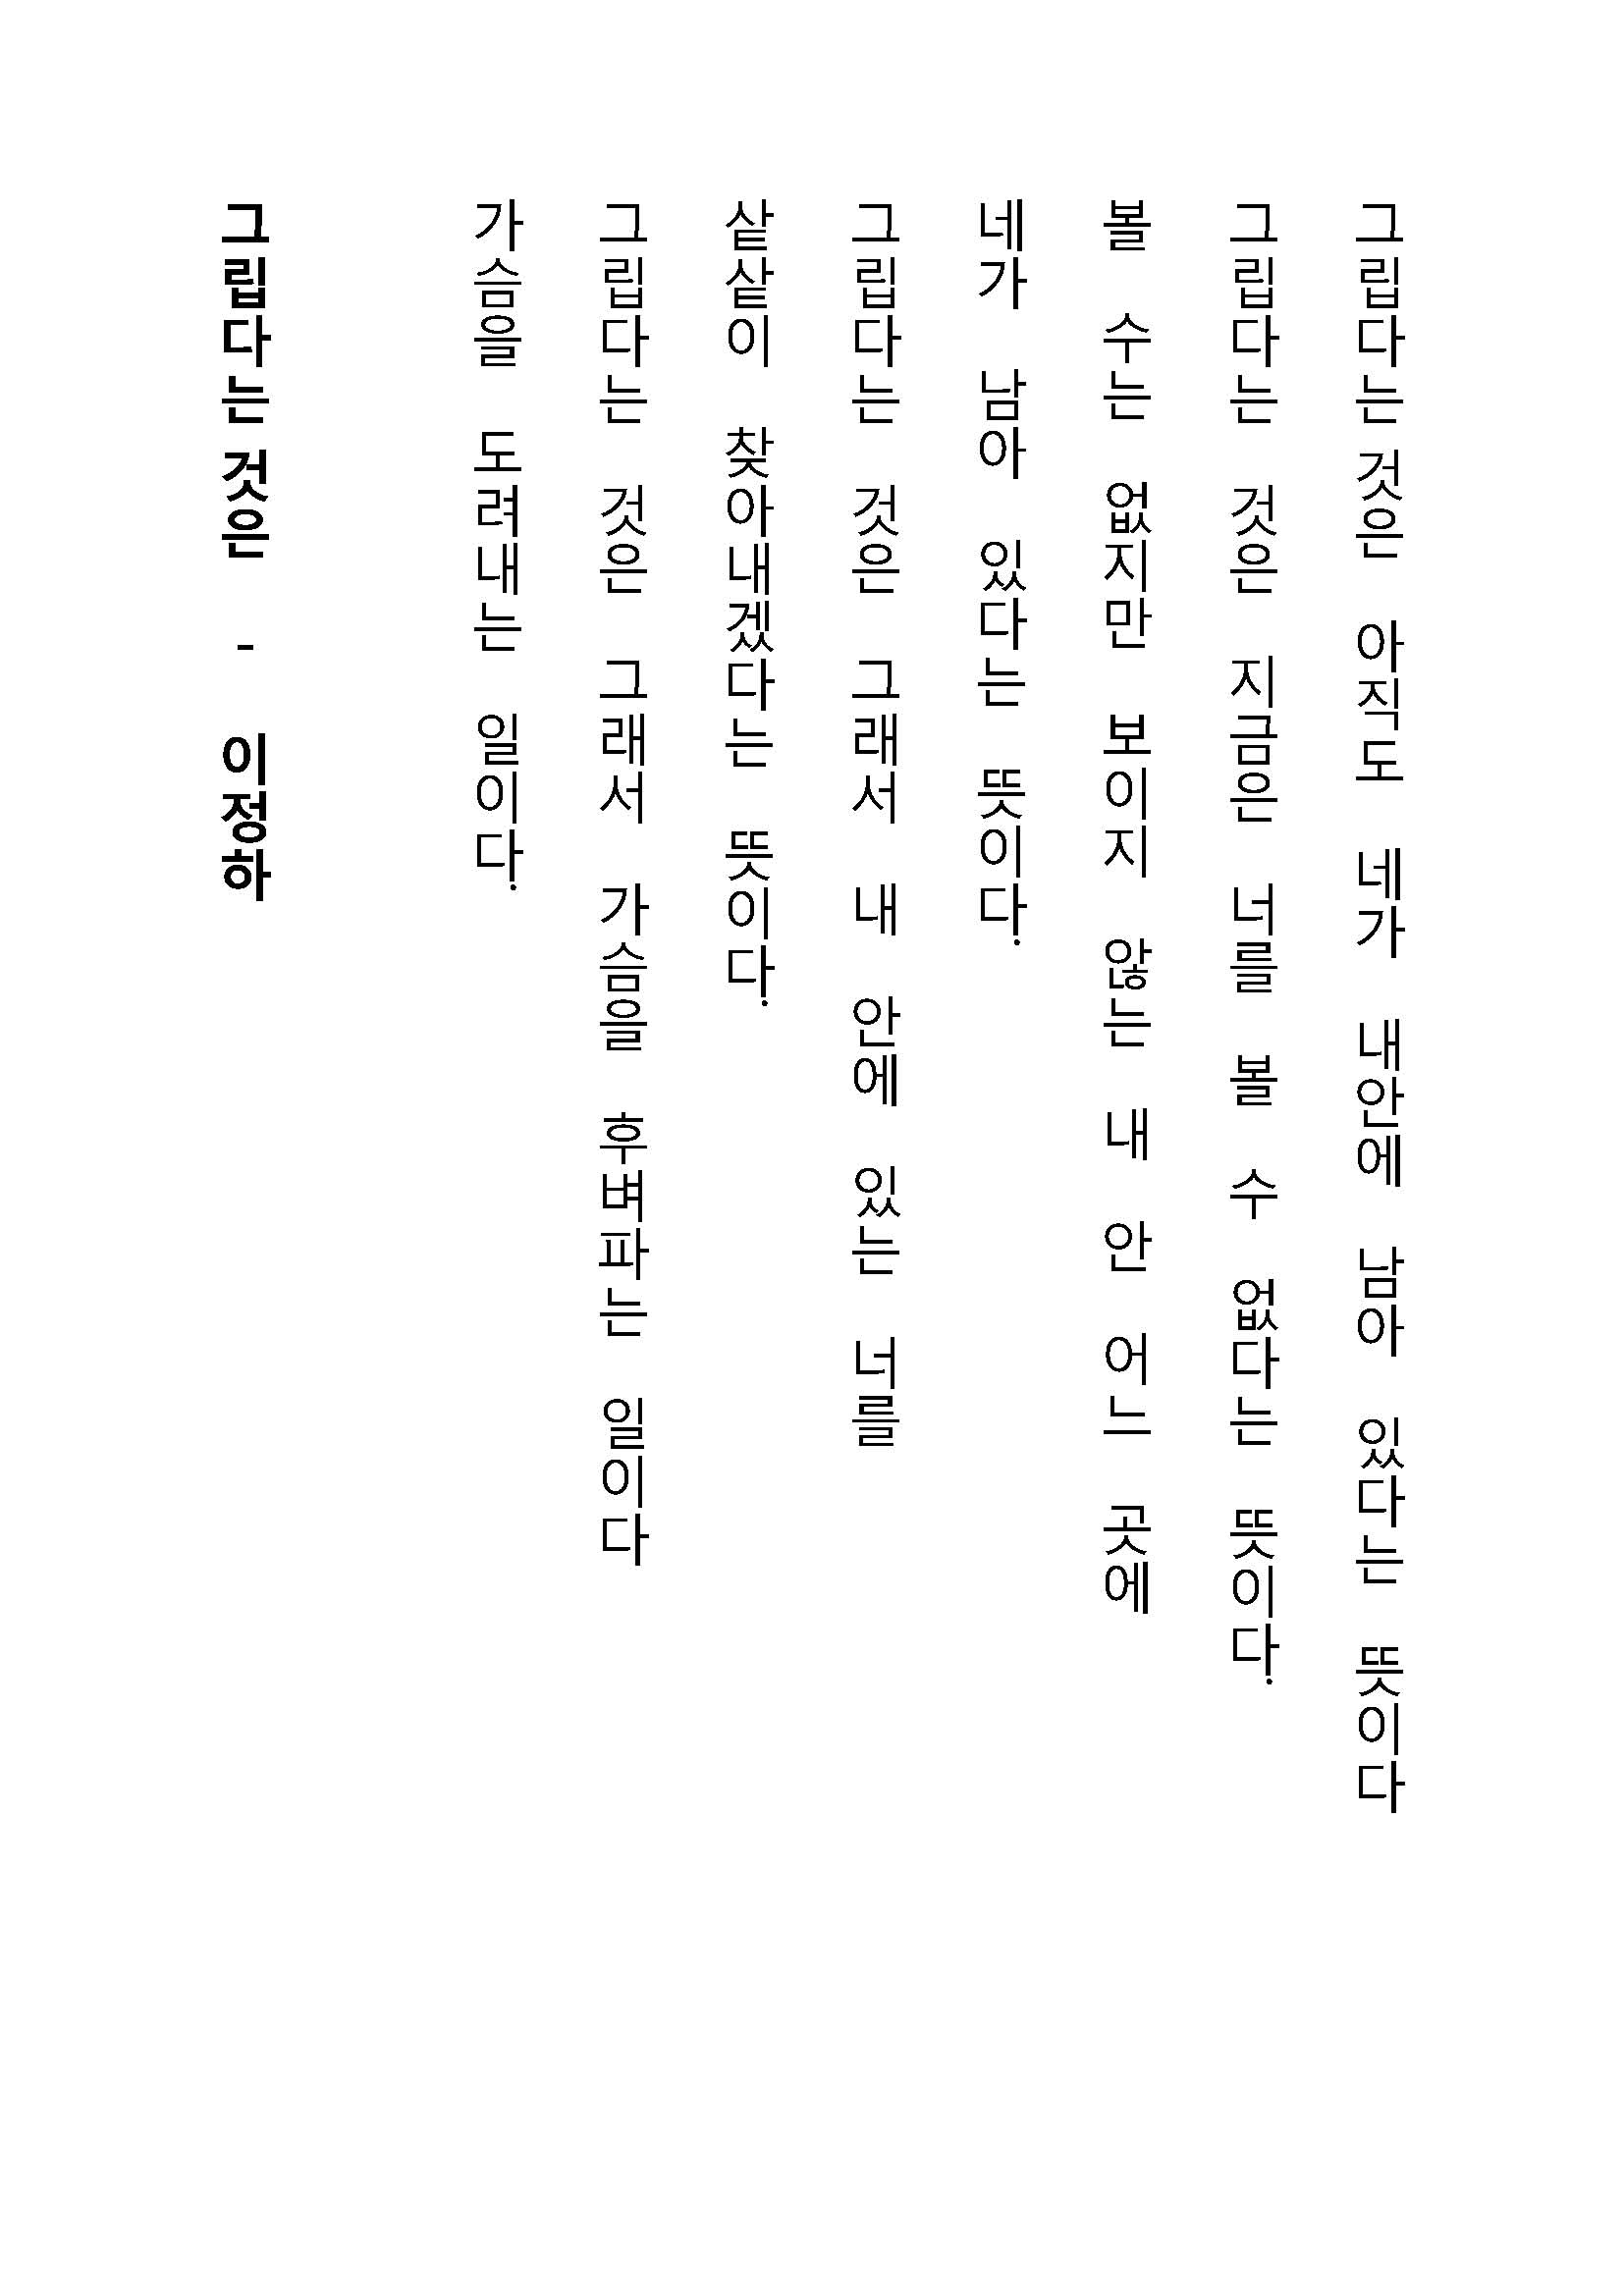 그립다는 것은 아직도 네가 내안에 남아 있다는 뜻이다
그립다는 것은 지금은 너를 볼 수 없다는 뜻이다.
볼 수는 없지만 보이지 않는 내 안 어느 곳에
네가 남아 있다는 뜻이다.
그립다는 것은 그래서 내 안에 있는 너를
샅샅이 찾아내겠다는 뜻이다.
그립다는 것은 그래서 가슴을 후벼파는 일이다
가슴을 도려내는 일이다.
그립다는 것은 - 이정하